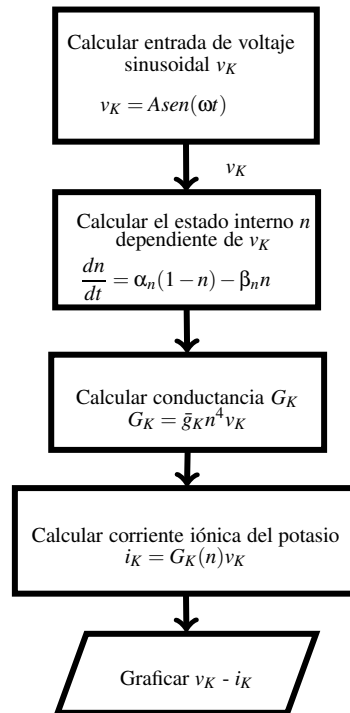 Calcular entrada de voltaje
sinusoidal v_K
v_K = Asen(ωt)
v_K
Calcular el estado interno n
dependiente de v_K
dn/dt = α_n(1 − n) − β_n n
Calcular conductancia G_K
G_K = ḡ_K n^4 v_K
Calcular corriente iónica del potasio
i_K = G_K(n)v_K
Graficar v_K - i_K